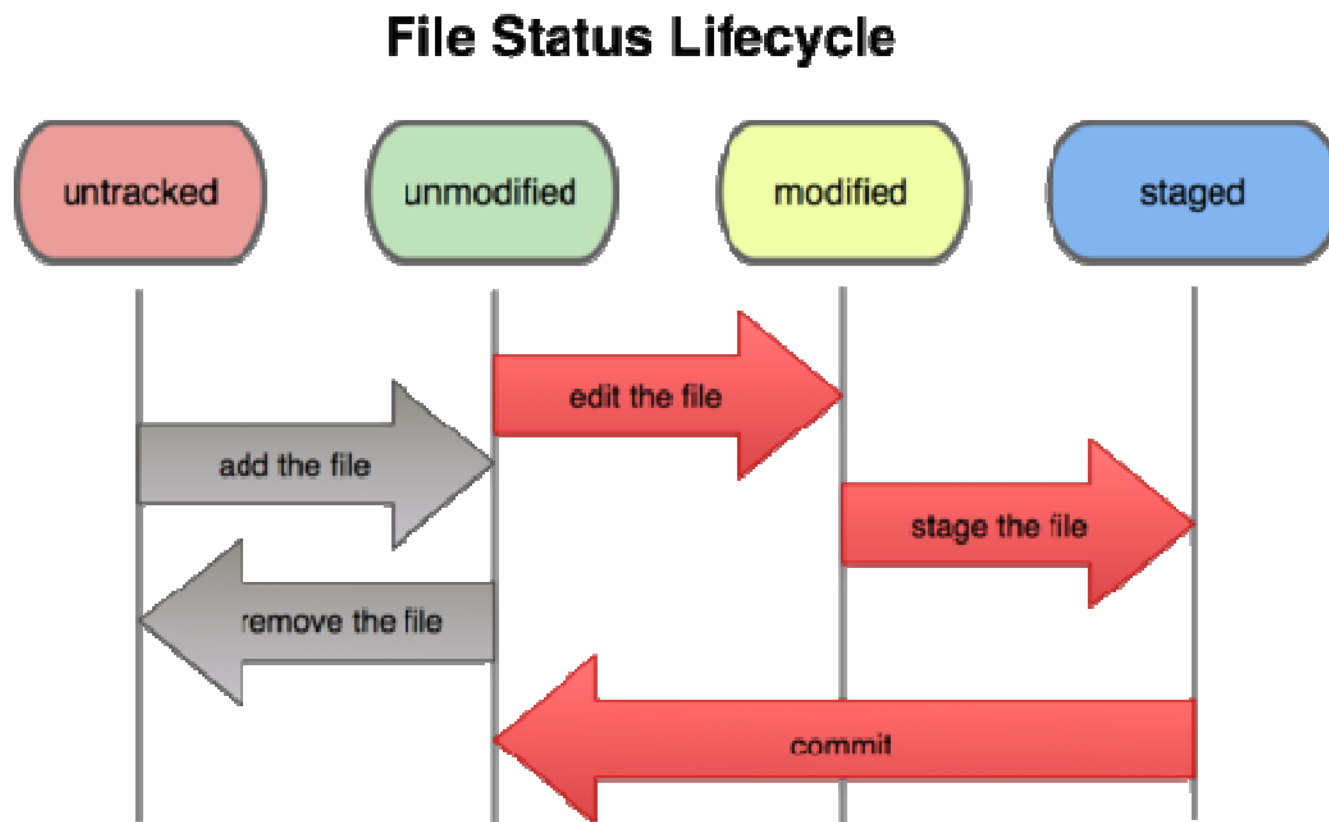 File Status Lifecycle
untracked
unmodified
modified
staged
edit the file
add the file
stage the file
remove the file
commit